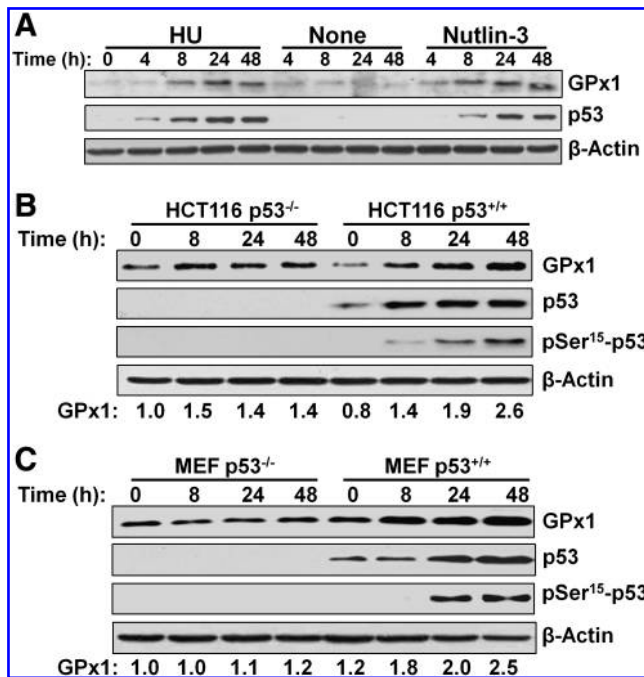 A
HU None Nutlin-3
Time (h): 0 4 8 24 48 4 8 24 48 4 8 24 48
GPx1
p53
β-Actin
B
HCT116 p53-/- HCT116 p53+/+
Time (h): 0 8 24 48 0 8 24 48
GPx1
p53
pSer15-p53
β-Actin
GPx1: 1.0 1.5 1.4 1.4 0.8 1.4 1.9 2.6
C
MEF p53-/- MEF p53+/+
Time (h): 0 8 24 48 0 8 24 48
GPx1
p53
pSer15-p53
β-Actin
GPx1: 1.0 1.0 1.1 1.2 1.2 1.8 2.0 2.5